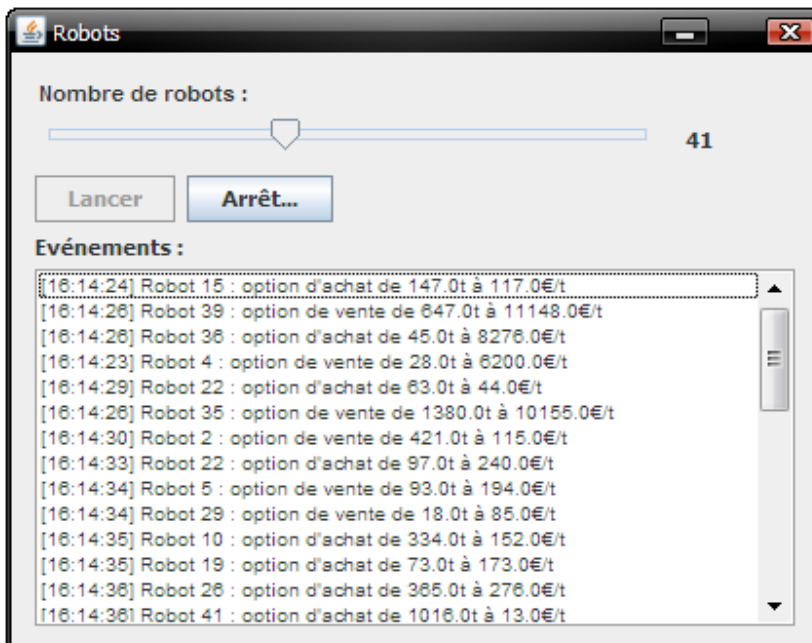 Robots
Nombre de robots :
41
Lancer Arrêt...
Evénements :
[16:14:24] Robot 15 : option d'achat de 147.0t à 117.0€/t
[16:14:26] Robot 39 : option de vente de 647.0t à 11148.0€/t
[16:14:26] Robot 36 : option d'achat de 45.0t à 8276.0€/t
[16:14:23] Robot 4 : option de vente de 28.0t à 6200.0€/t
[16:14:29] Robot 22 : option d'achat de 63.0t à 44.0€/t
[16:14:26] Robot 35 : option de vente de 1380.0t à 10155.0€/t
[16:14:30] Robot 2 : option de vente de 421.0t à 115.0€/t
[16:14:33] Robot 22 : option d'achat de 97.0t à 240.0€/t
[16:14:34] Robot 5 : option de vente de 93.0t à 194.0€/t
[16:14:34] Robot 29 : option de vente de 18.0t à 85.0€/t
[16:14:35] Robot 10 : option d'achat de 334.0t à 152.0€/t
[16:14:35] Robot 19 : option d'achat de 73.0t à 173.0€/t
[16:14:36] Robot 26 : option d'achat de 365.0t à 276.0€/t
[16:14:36] Robot 41 : option d'achat de 1016.0t à 13.0€/t